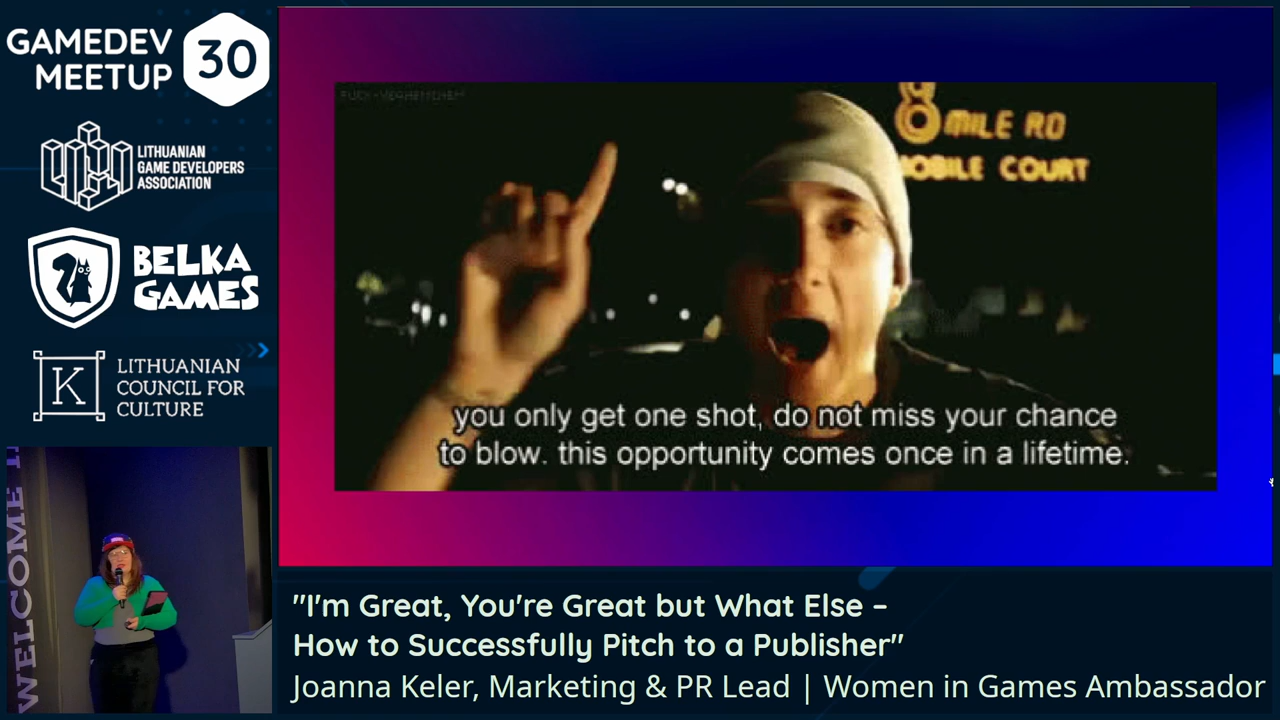 GAMEDEV
MEETUP
30
LITHUANIAN
GAME DEVELOPERS
ASSOCIATION
BELKA
GAMES
K
LITHUANIAN
COUNCIL FOR
CULTURE
WELCOME
8 MILE RD
MOBILE COURT
you only get one shot, do not miss your chance
to blow. this opportunity comes once in a lifetime.
"I'm Great, You're Great but What Else –
How to Successfully Pitch to a Publisher"
Joanna Keler, Marketing & PR Lead | Women in Games Ambassador